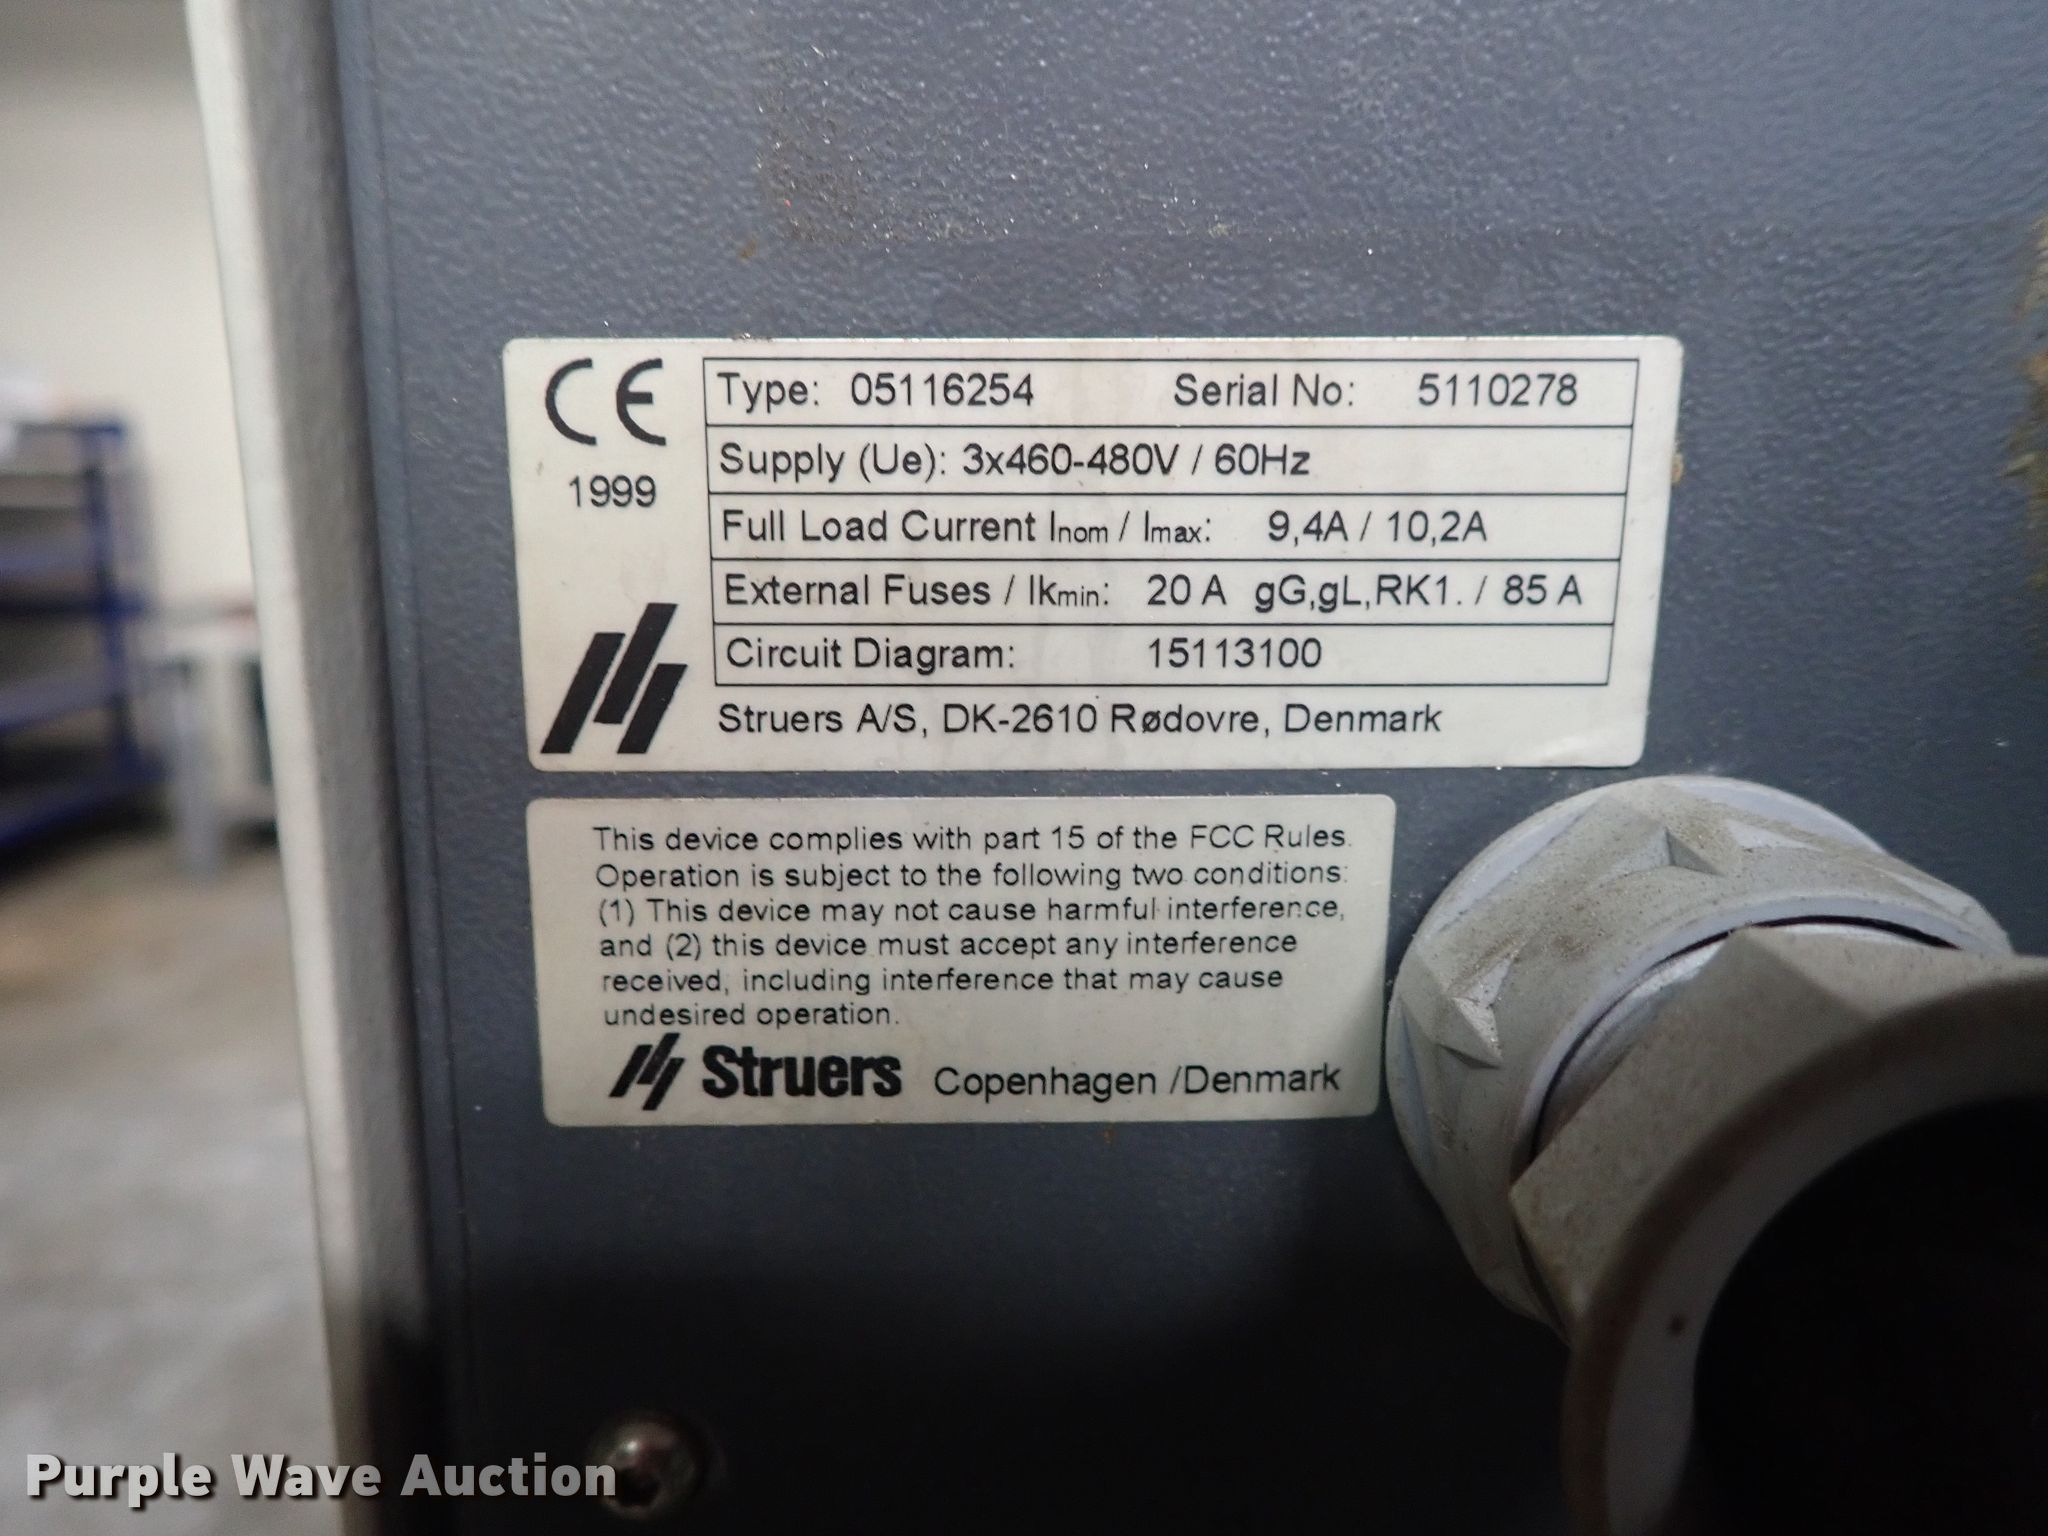 CE
1999
Type: 05116254 Serial No: 5110278
Supply (Ue): 3x460-480V / 60Hz
Full Load Current Inom / Imax: 9,4A / 10,2A
External Fuses / Ikmin: 20 A gG,gL,RK1. / 85 A
Circuit Diagram: 15113100
Struers A/S, DK-2610 Rødovre, Denmark
This device complies with part 15 of the FCC Rules.
Operation is subject to the following two conditions:
(1) This device may not cause harmful interference,
and (2) this device must accept any interference
received, including interference that may cause
undesired operation.
Struers Copenhagen /Denmark
Purple Wave Auction